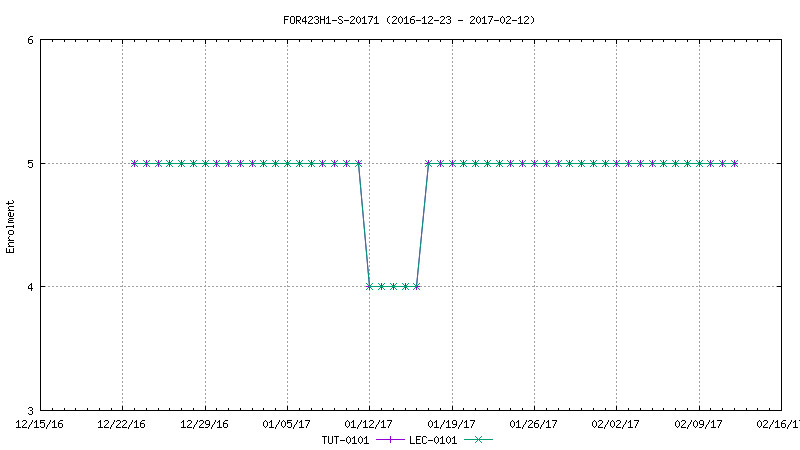 FOR423H1-S-20171 (2016-12-23 - 2017-02-12)
6
5
4
3
Enrolment
12/15/16 12/22/16 12/29/16 01/05/17 01/12/17 01/19/17 01/26/17 02/02/17 02/09/17 02/16/17
TUT-0101 LEC-0101